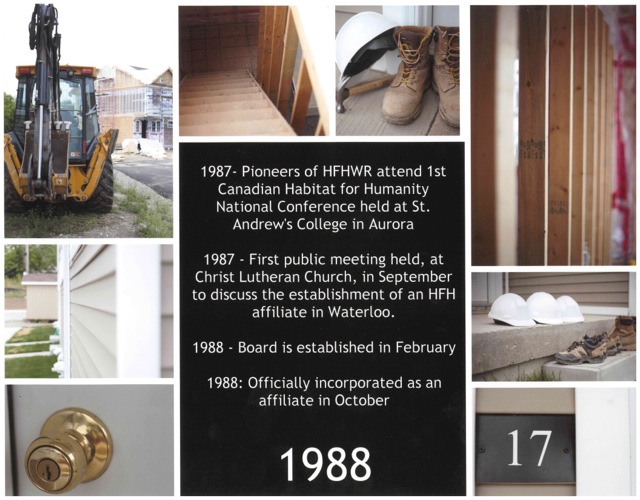 1987- Pioneers of HFHWR attend 1st
Canadian Habitat for Humanity
National Conference held at St.
Andrew's College in Aurora
1987 - First public meeting held, at
Christ Lutheran Church, in September
to discuss the establishment of an HFH
affiliate in Waterloo.
1988 - Board is established in February
1988: Officially incorporated as an
affiliate in October
1988
17